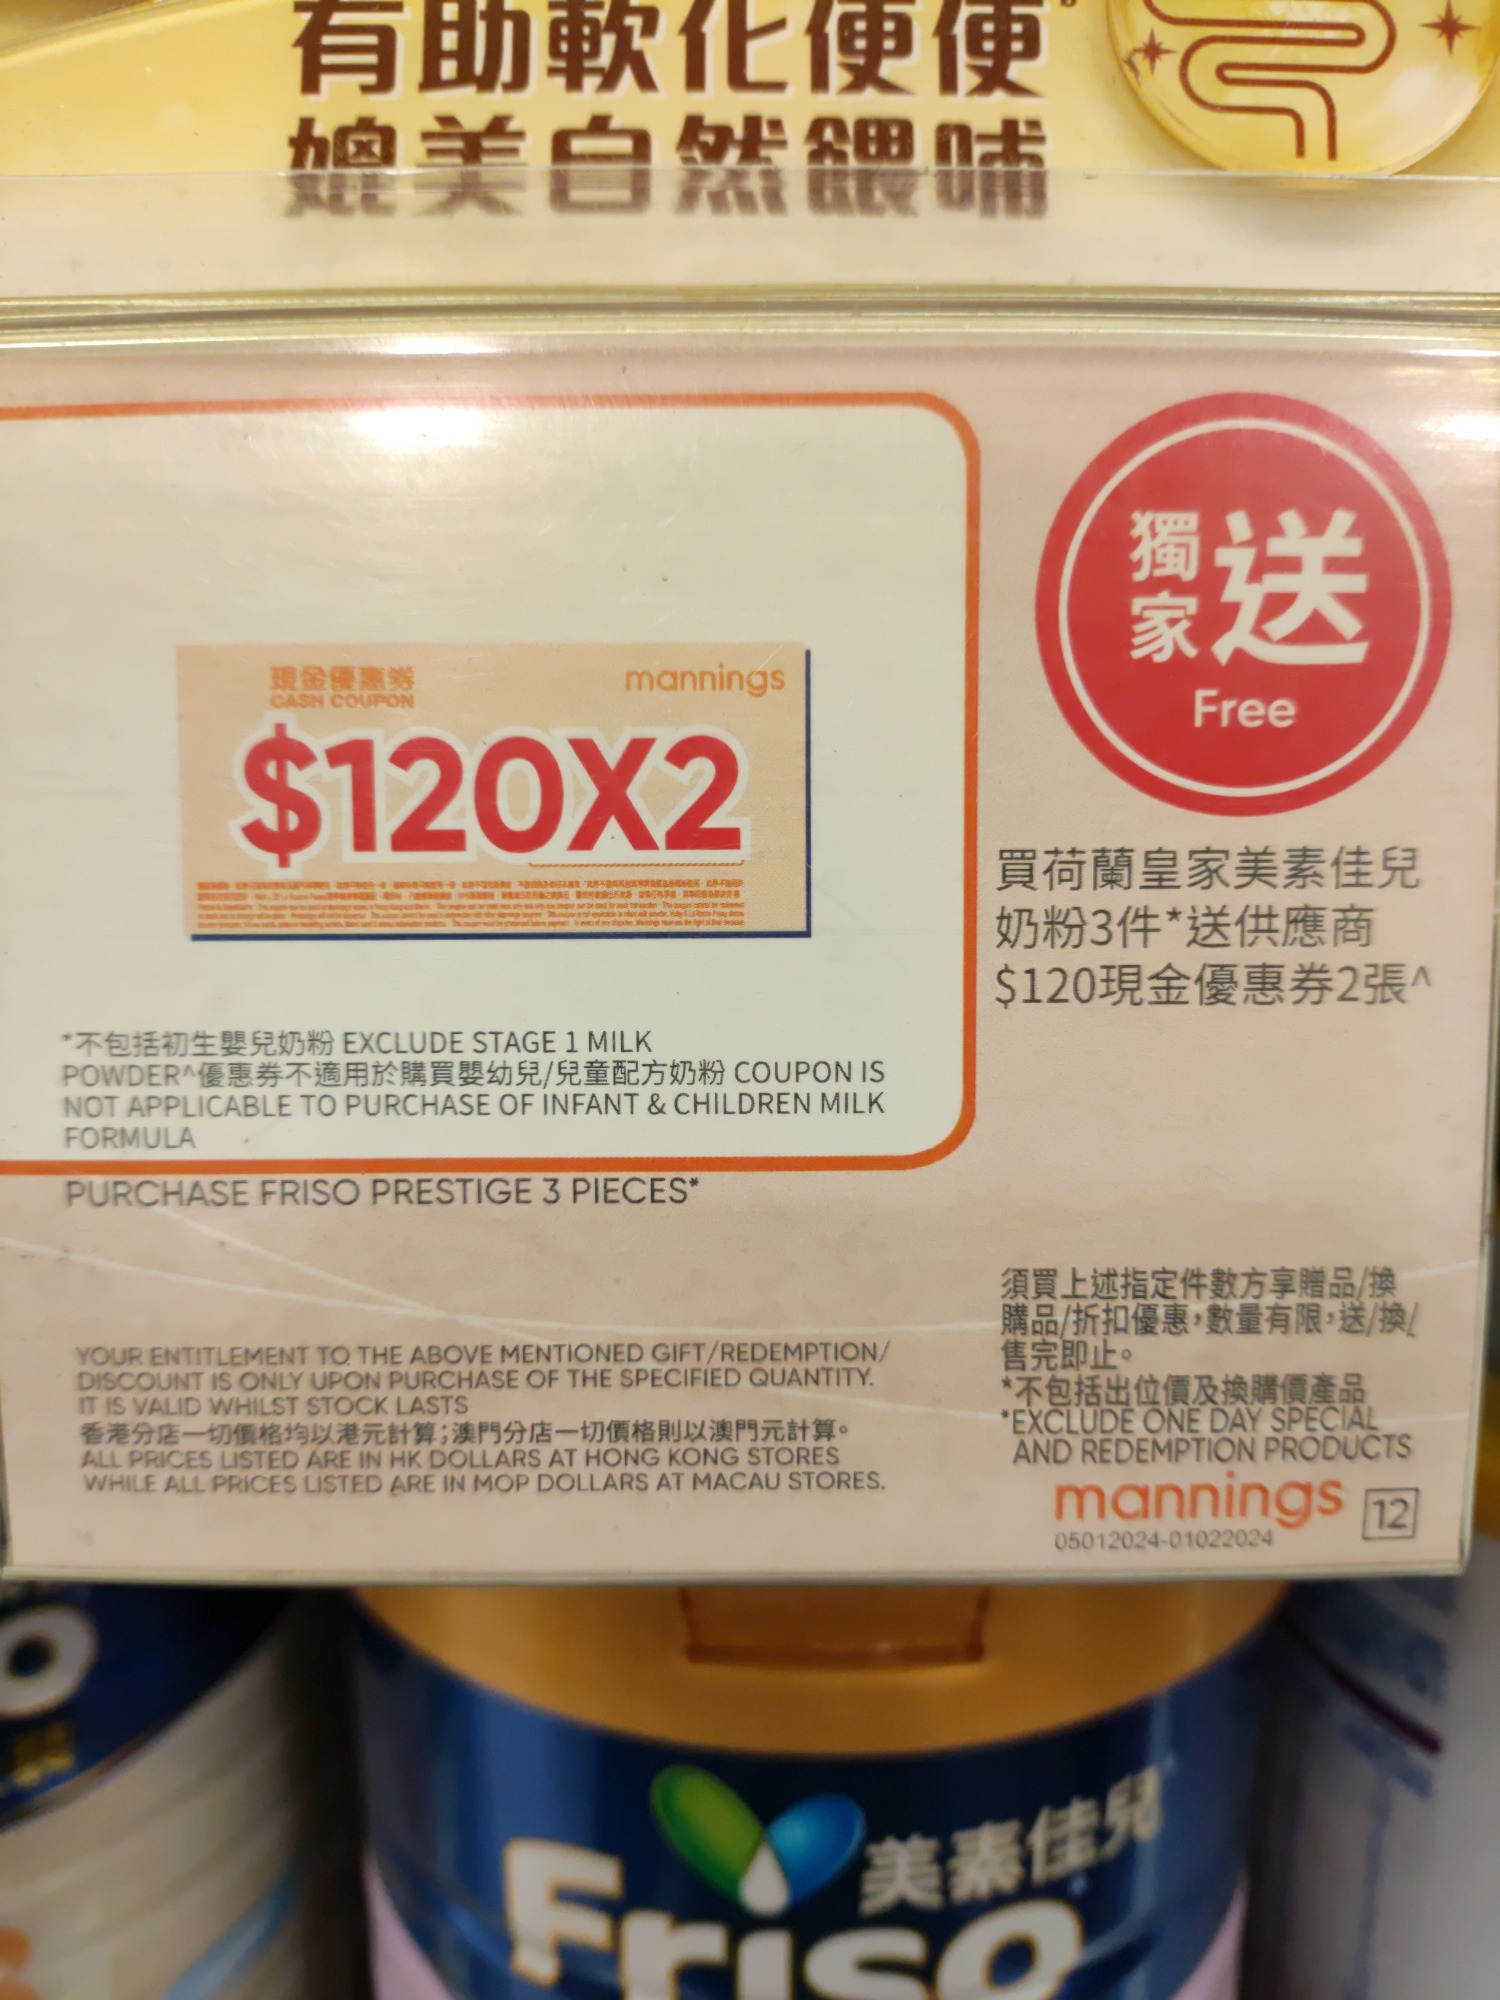 有助軟化便便
媲美自然餵哺
獨家送
Free
現金優惠券
CASH COUPON
mannings
$120X2
買荷蘭皇家美素佳兒
奶粉3件*送供應商
$120現金優惠券2張^
*不包括初生嬰兒奶粉 EXCLUDE STAGE 1 MILK
POWDER^優惠券不適用於購買嬰幼兒/兒童配方奶粉 COUPON IS
NOT APPLICABLE TO PURCHASE OF INFANT & CHILDREN MILK
FORMULA
PURCHASE FRISO PRESTIGE 3 PIECES*
YOUR ENTITLEMENT TO THE ABOVE MENTIONED GIFT/REDEMPTION/
DISCOUNT IS ONLY UPON PURCHASE OF THE SPECIFIED QUANTITY.
IT IS VALID WHILST STOCK LASTS
香港分店一切價格均以港元計算;澳門分店一切價格則以澳門元計算。
ALL PRICES LISTED ARE IN HK DOLLARS AT HONG KONG STORES
WHILE ALL PRICES LISTED ARE IN MOP DOLLARS AT MACAU STORES.
須買上述指定件數方享贈品/換
購品/折扣優惠,數量有限,送/換/
售完即止。
*不包括出位價及換購價產品
*EXCLUDE ONE DAY SPECIAL
AND REDEMPTION PRODUCTS
mannings 12
05012024-01022024
美素佳兒
Friso